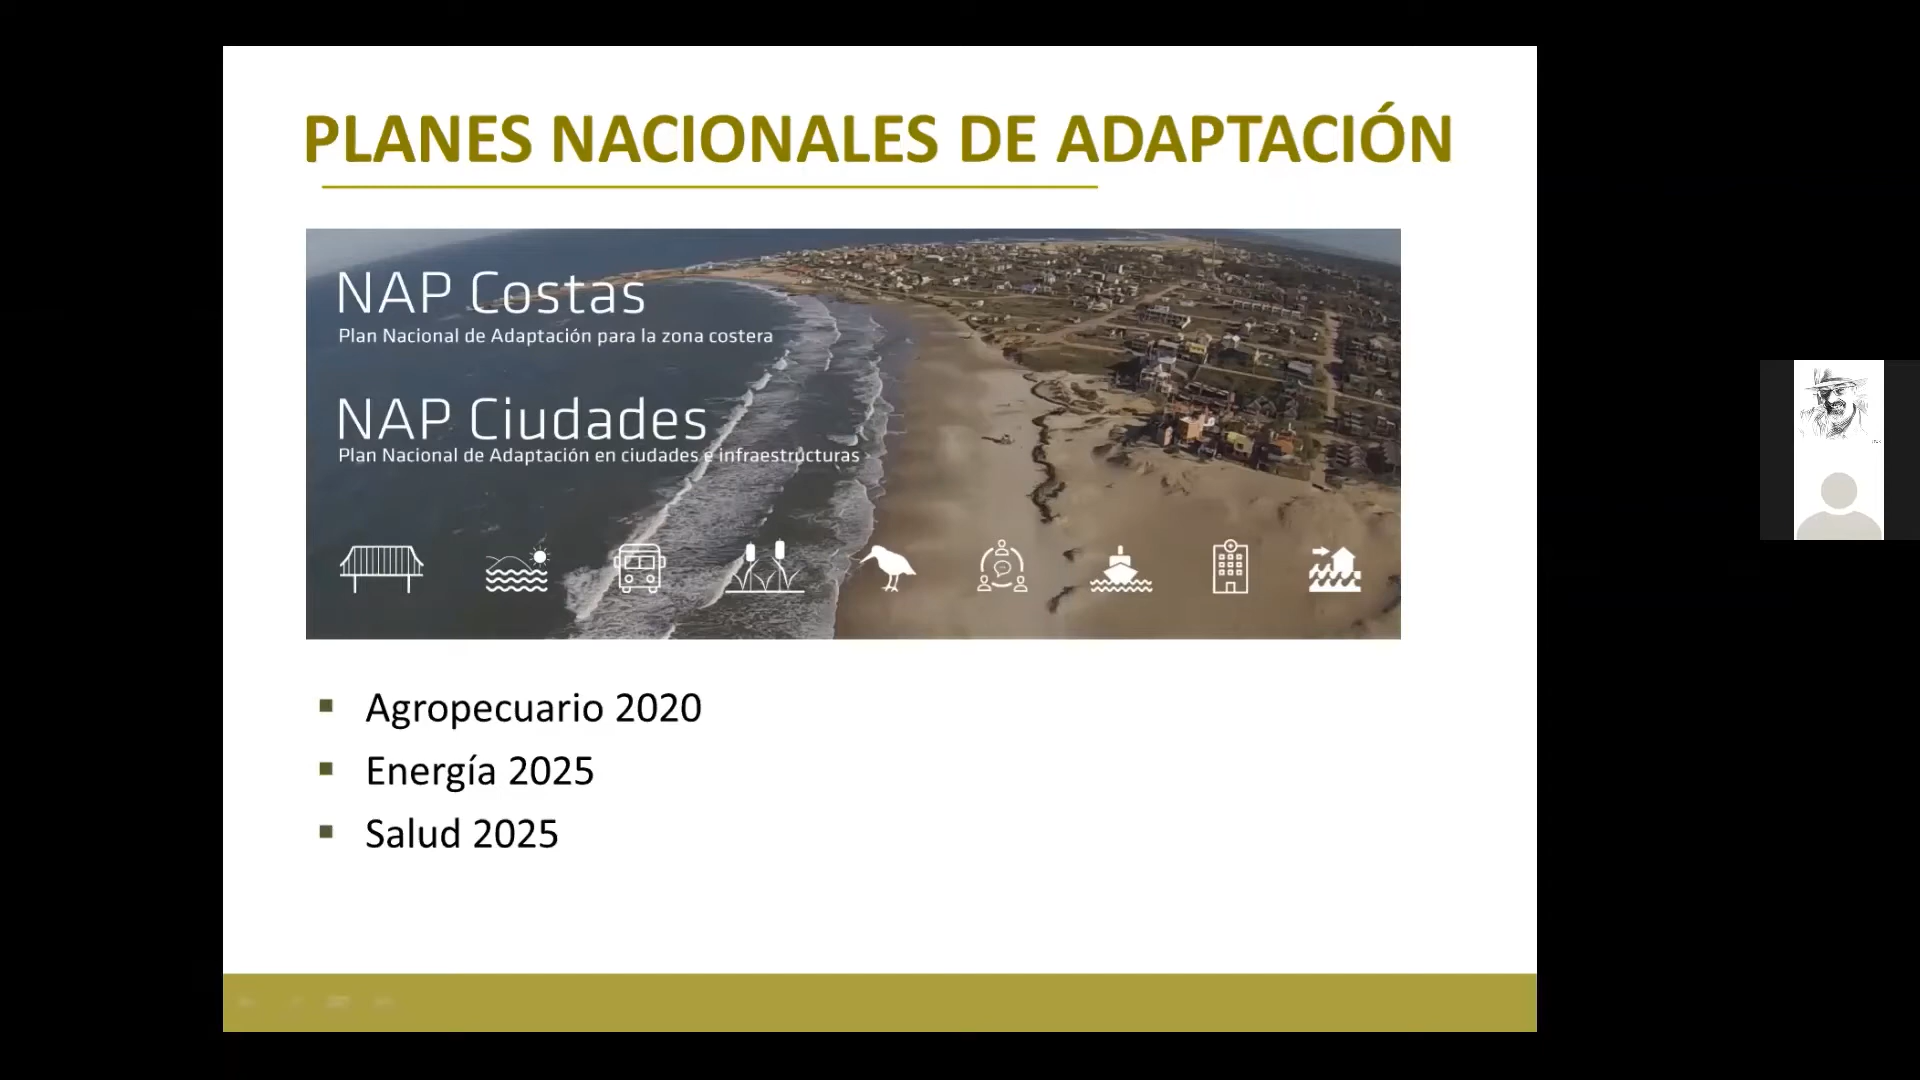 PLANES NACIONALES DE ADAPTACIÓN
NAP Costas
Plan Nacional de Adaptación para la zona costera
NAP Ciudades
Plan Nacional de Adaptación en ciudades e infraestructuras
Agropecuario 2020
Energía 2025
Salud 2025